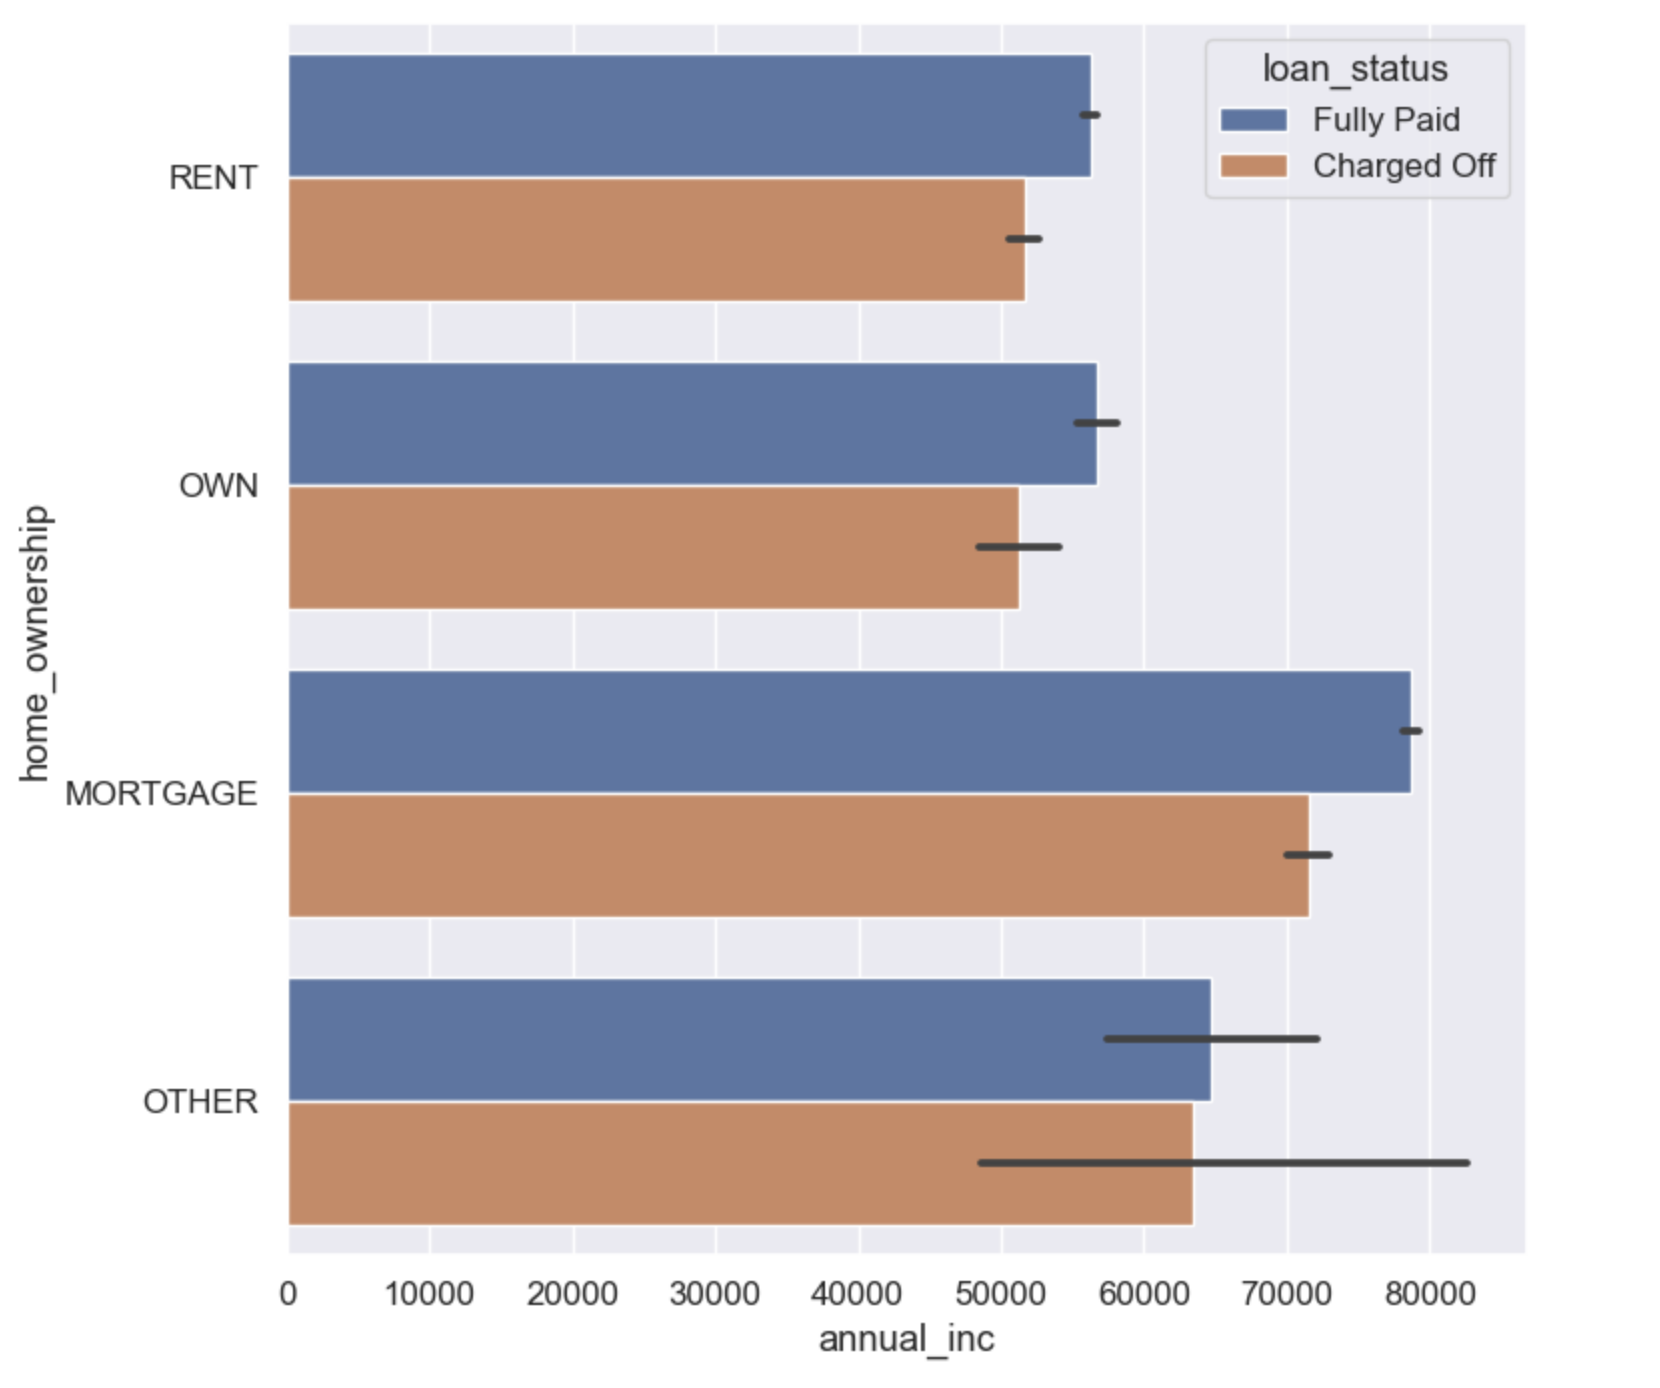 loan_status
Fully Paid
Charged Off
RENT
OWN
MORTGAGE
OTHER
home_ownership
0 10000 20000 30000 40000 50000 60000 70000 80000
annual_inc